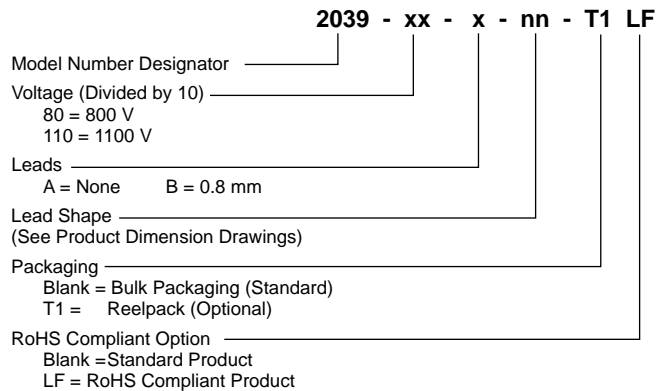 2039 - xx - x - nn - T1 LF
Model Number Designator
Voltage (Divided by 10)
80 = 800 V
110 = 1100 V
Leads
A = None B = 0.8 mm
Lead Shape
(See Product Dimension Drawings)
Packaging
Blank = Bulk Packaging (Standard)
T1 = Reelpack (Optional)
RoHS Compliant Option
Blank =Standard Product
LF = RoHS Compliant Product